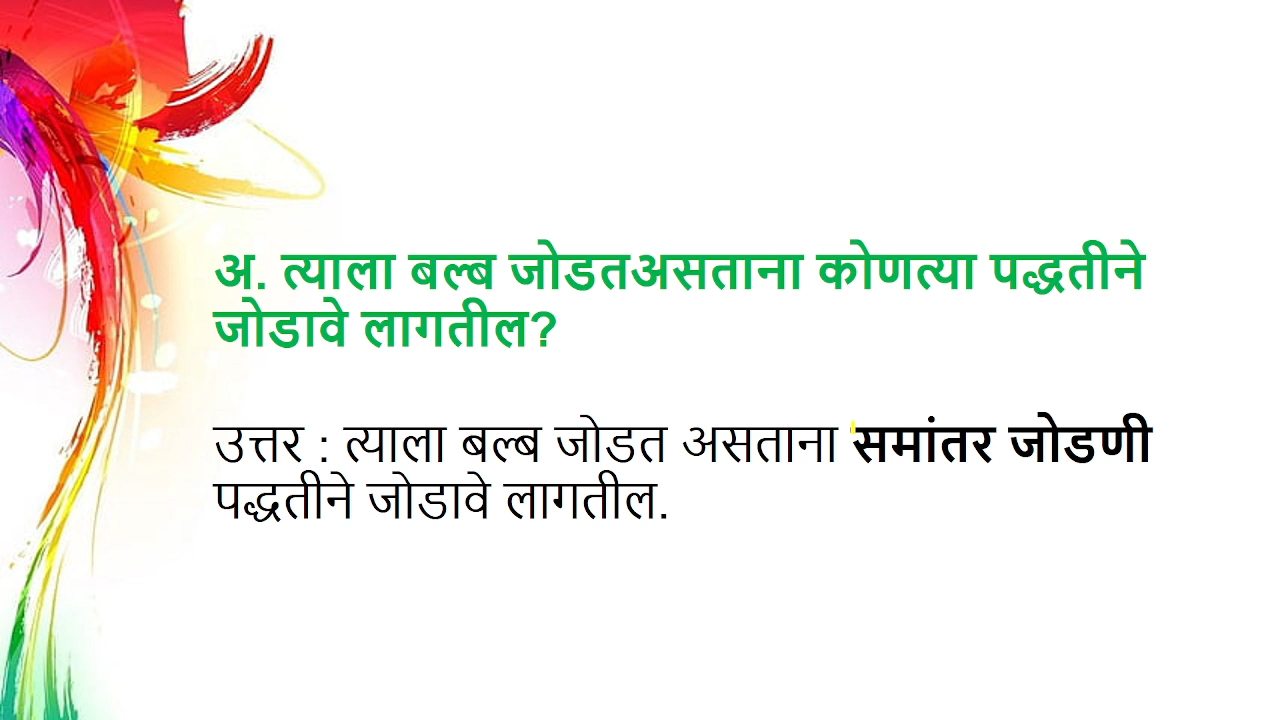 अ. त्याला बल्ब जोडतअसताना कोणत्या पद्धतीने
जोडावे लागतील?
उत्तर : त्याला बल्ब जोडत असताना समांतर जोडणी
पद्धतीने जोडावे लागतील.